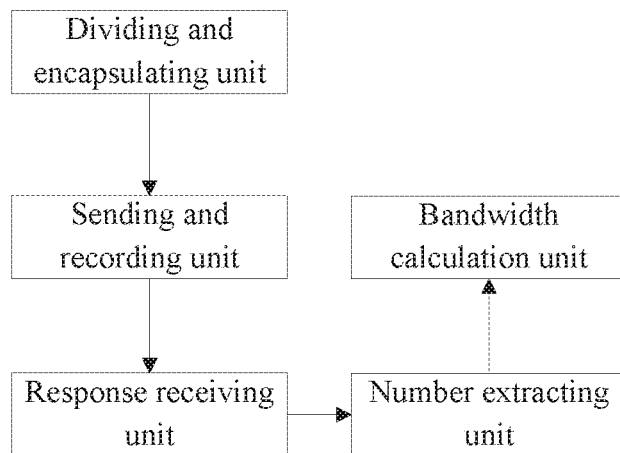 Dividing and
encapsulating unit
Sending and
recording unit
Bandwidth
calculation unit
Response receiving
unit
Number extracting
unit